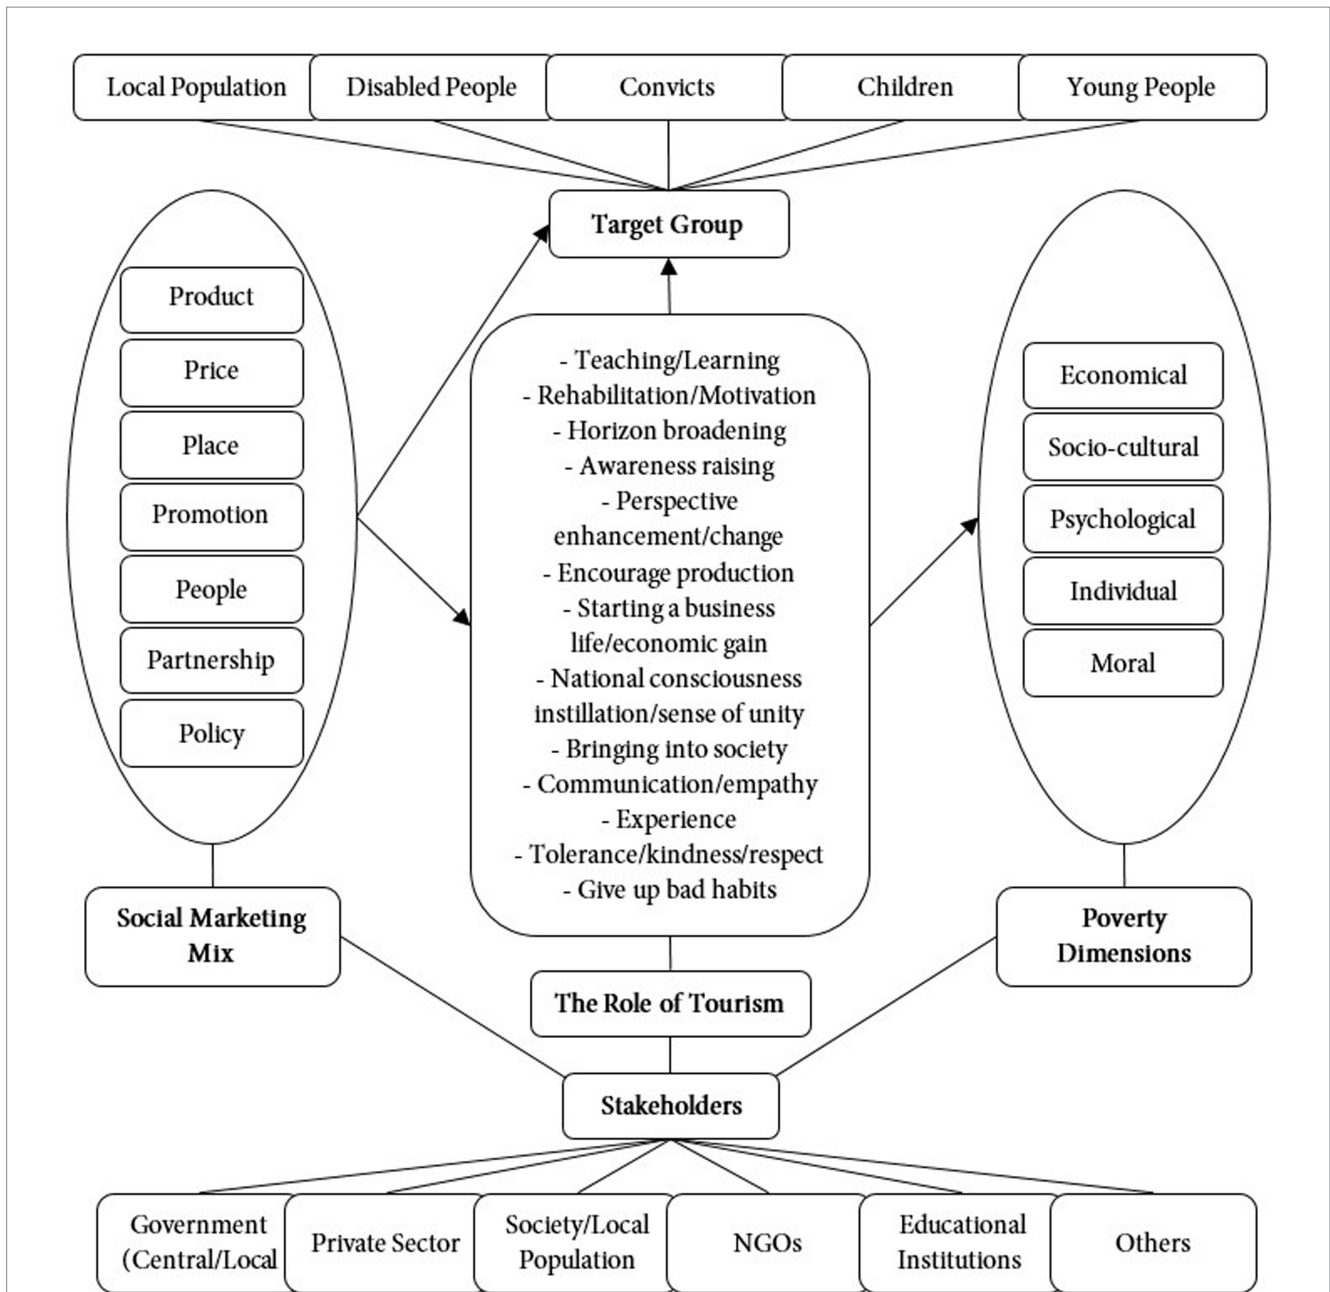 Local Population
Disabled People
Convicts
Children
Young People
Target Group
Product
Price
Place
Promotion
People
Partnership
Policy
- Teaching/Learning
- Rehabilitation/Motivation
- Horizon broadening
- Awareness raising
- Perspective
enhancement/change
- Encourage production
- Starting a business
life/economic gain
- National consciousness
instillation/sense of unity
- Bringing into society
- Communication/empathy
- Experience
- Tolerance/kindness/respect
- Give up bad habits
Economical
Socio-cultural
Psychological
Individual
Moral
Social Marketing
Mix
The Role of Tourism
Poverty
Dimensions
Stakeholders
Government
(Central/Local
Private Sector
Society/Local
Population
NGOs
Educational
Institutions
Others